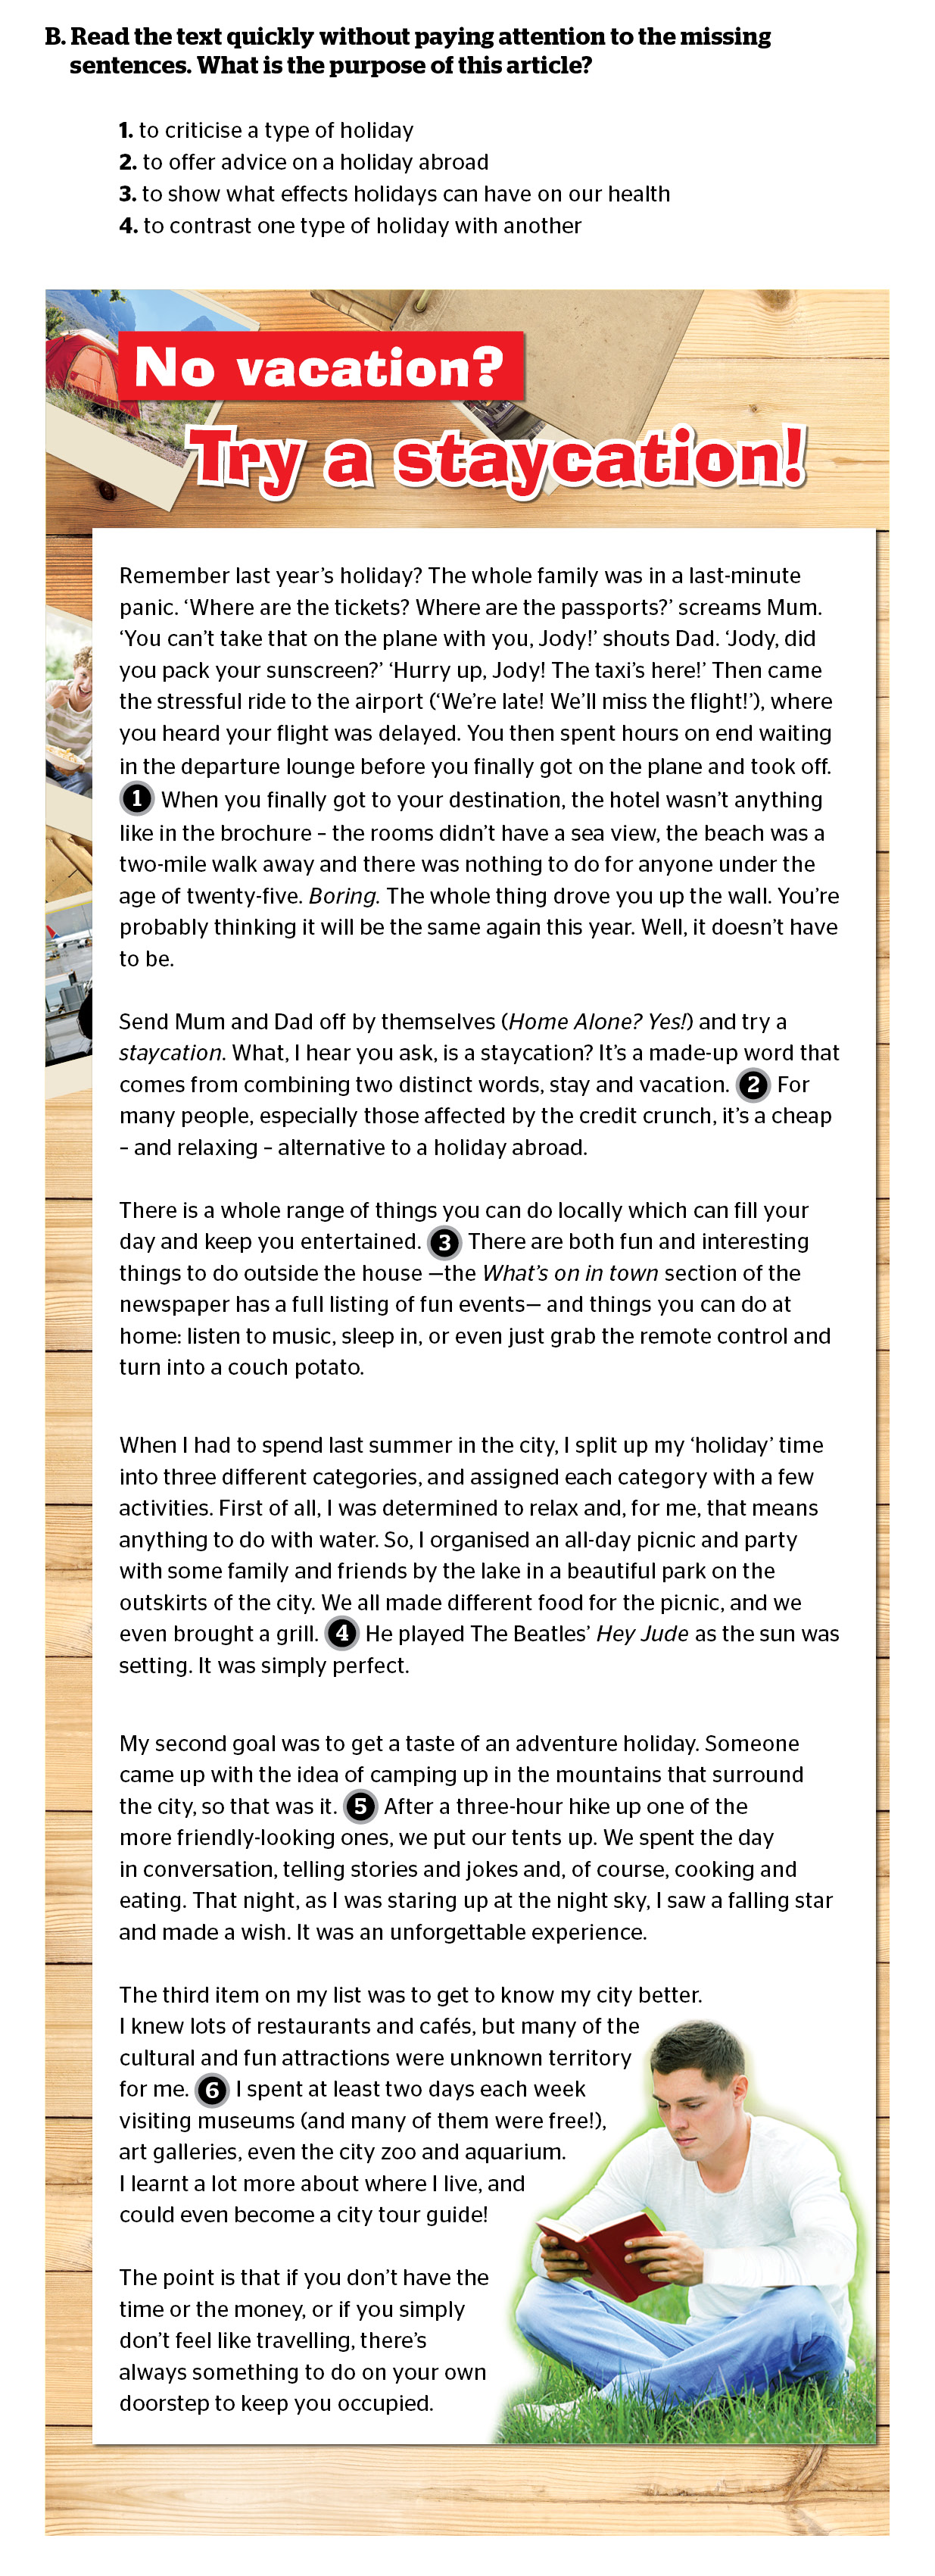 B. Read the text quickly without paying attention to the missing
sentences. What is the purpose of this article?
1. to criticise a type of holiday
2. to offer advice on a holiday abroad
3. to show what effects holidays can have on our health
4. to contrast one type of holiday with another
No vacation?
Try a staycation!
Remember last year’s holiday? The whole family was in a last-minute
panic. ‘Where are the tickets? Where are the passports?’ screams Mum.
‘You can’t take that on the plane with you, Jody!’ shouts Dad. ‘Jody, did
you pack your sunscreen?’ ‘Hurry up, Jody! The taxi’s here!’ Then came
the stressful ride to the airport (‘We’re late! We’ll miss the flight!’), where
you heard your flight was delayed. You then spent hours on end waiting
in the departure lounge before you finally got on the plane and took off.
1 When you finally got to your destination, the hotel wasn’t anything
like in the brochure – the rooms didn’t have a sea view, the beach was a
two-mile walk away and there was nothing to do for anyone under the
age of twenty-five. Boring. The whole thing drove you up the wall. You’re
probably thinking it will be the same again this year. Well, it doesn’t have
to be.
Send Mum and Dad off by themselves (Home Alone? Yes!) and try a
staycation. What, I hear you ask, is a staycation? It’s a made-up word that
comes from combining two distinct words, stay and vacation. 2 For
many people, especially those affected by the credit crunch, it’s a cheap
– and relaxing – alternative to a holiday abroad.
There is a whole range of things you can do locally which can fill your
day and keep you entertained. 3 There are both fun and interesting
things to do outside the house —the What’s on in town section of the
newspaper has a full listing of fun events— and things you can do at
home: listen to music, sleep in, or even just grab the remote control and
turn into a couch potato.
When I had to spend last summer in the city, I split up my ‘holiday’ time
into three different categories, and assigned each category with a few
activities. First of all, I was determined to relax and, for me, that means
anything to do with water. So, I organised an all-day picnic and party
with some family and friends by the lake in a beautiful park on the
outskirts of the city. We all made different food for the picnic, and we
even brought a grill. 4 He played The Beatles’ Hey Jude as the sun was
setting. It was simply perfect.
My second goal was to get a taste of an adventure holiday. Someone
came up with the idea of camping up in the mountains that surround
the city, so that was it. 5 After a three-hour hike up one of the
more friendly-looking ones, we put our tents up. We spent the day
in conversation, telling stories and jokes and, of course, cooking and
eating. That night, as I was staring up at the night sky, I saw a falling star
and made a wish. It was an unforgettable experience.
The third item on my list was to get to know my city better.
I knew lots of restaurants and cafés, but many of the
cultural and fun attractions were unknown territory
for me. 6 I spent at least two days each week
visiting museums (and many of them were free!),
art galleries, even the city zoo and aquarium.
I learnt a lot more about where I live, and
could even become a city tour guide!
The point is that if you don’t have the
time or the money, or if you simply
don’t feel like travelling, there’s
always something to do on your own
doorstep to keep you occupied.